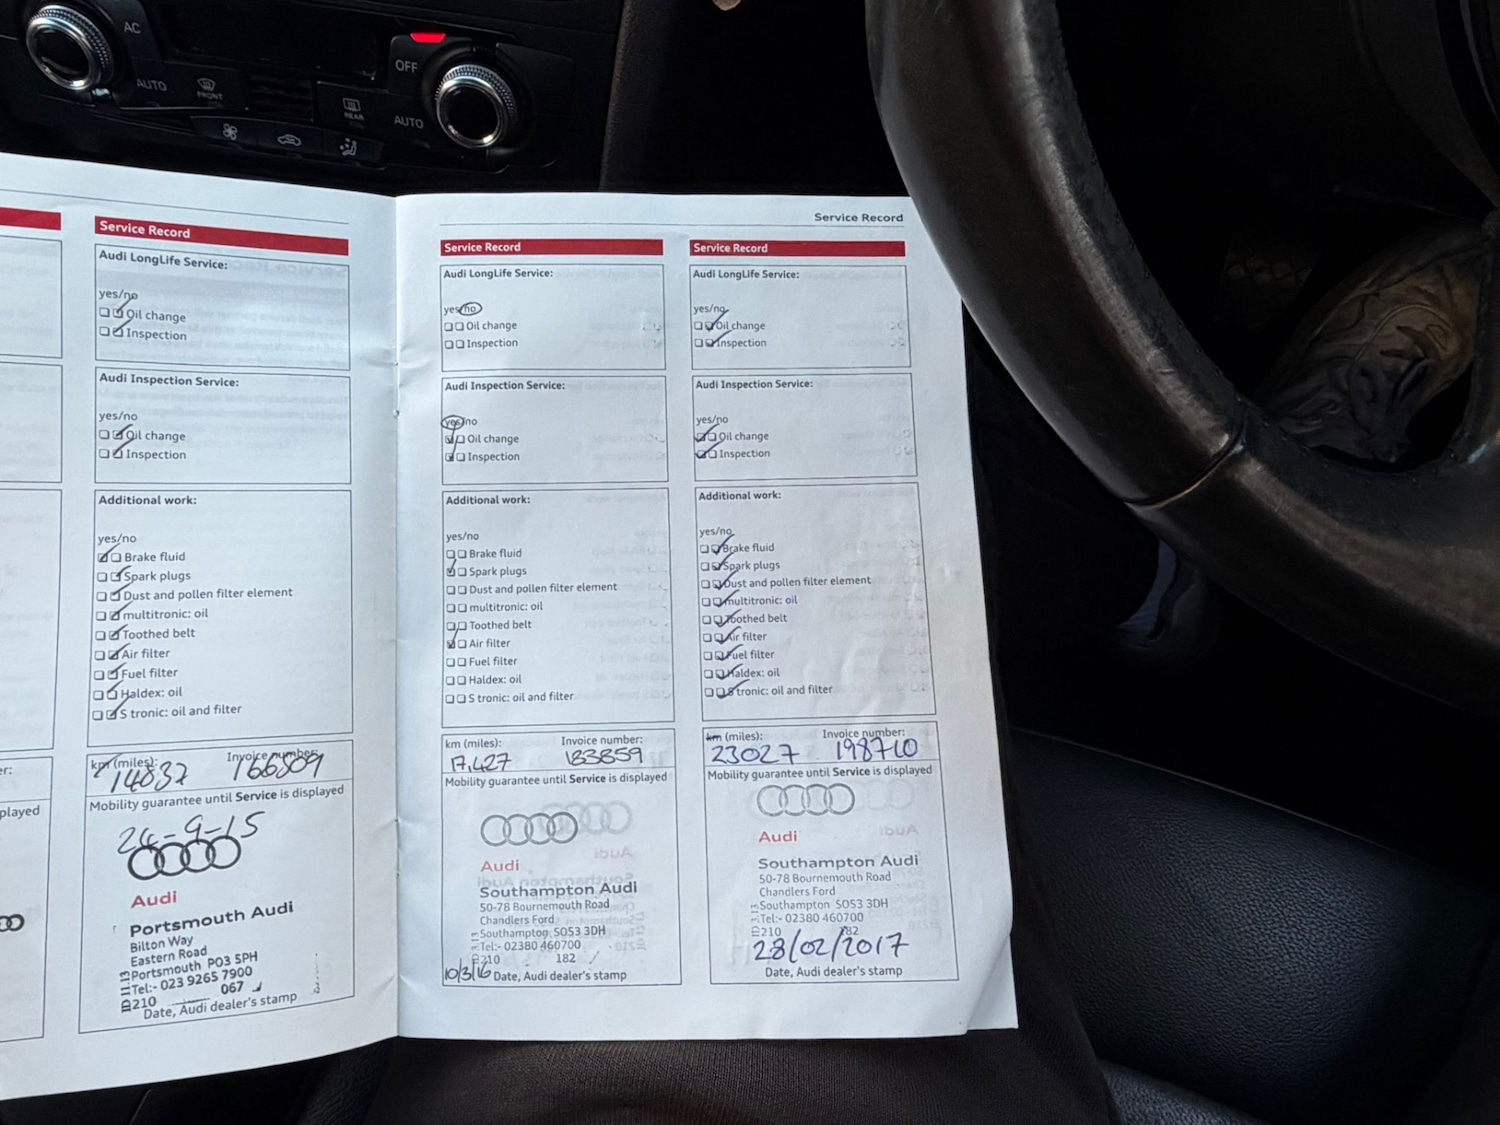 AC
AUTO
FRONT
REAR
OFF
AUTO
er:
played
Service Record
Audi LongLife Service:
yes/no
Oil change
Inspection
Audi Inspection Service:
yes/no
Oil change
Inspection
Additional work:
yes/no
Brake fluid
Spark plugs
Dust and pollen filter element
multitronic: oil
Toothed belt
Air filter
Fuel filter
Haldex: oil
S tronic: oil and filter
km (miles): Invoice number:
14837 166309
Mobility guarantee until Service is displayed
24-9-15
Audi
Portsmouth Audi
Bilton Way
Eastern Road
Portsmouth PO3 5PH
Tel:- 023 9265 7900
210 067
Date, Audi dealer's stamp
Service Record
Service Record
Audi LongLife Service:
yes/no
Oil change
Inspection
Audi Inspection Service:
yes/no
Oil change
Inspection
Additional work:
yes/no
Brake fluid
Spark plugs
Dust and pollen filter element
multitronic: oil
Toothed belt
Air filter
Fuel filter
Haldex: oil
S tronic: oil and filter
km (miles): Invoice number:
17,427 183859
Mobility guarantee until Service is displayed
Audi
Southampton Audi
50-78 Bournemouth Road
Chandlers Ford
Southampton SO53 3DH
Tel:- 02380 460700
210 182
10/3/16 Date, Audi dealer's stamp
Service Record
Audi LongLife Service:
yes/no
Oil change
Inspection
Audi Inspection Service:
yes/no
Oil change
Inspection
Additional work:
yes/no
Brake fluid
Spark plugs
Dust and pollen filter element
multitronic: oil
Toothed belt
Air filter
Fuel filter
Haldex: oil
S tronic: oil and filter
km (miles): Invoice number:
23027 198710
Mobility guarantee until Service is displayed
Audi
Southampton Audi
50-78 Bournemouth Road
Chandlers Ford
Southampton SO53 3DH
Tel:- 02380 460700
210 182
28/02/2017
Date, Audi dealer's stamp